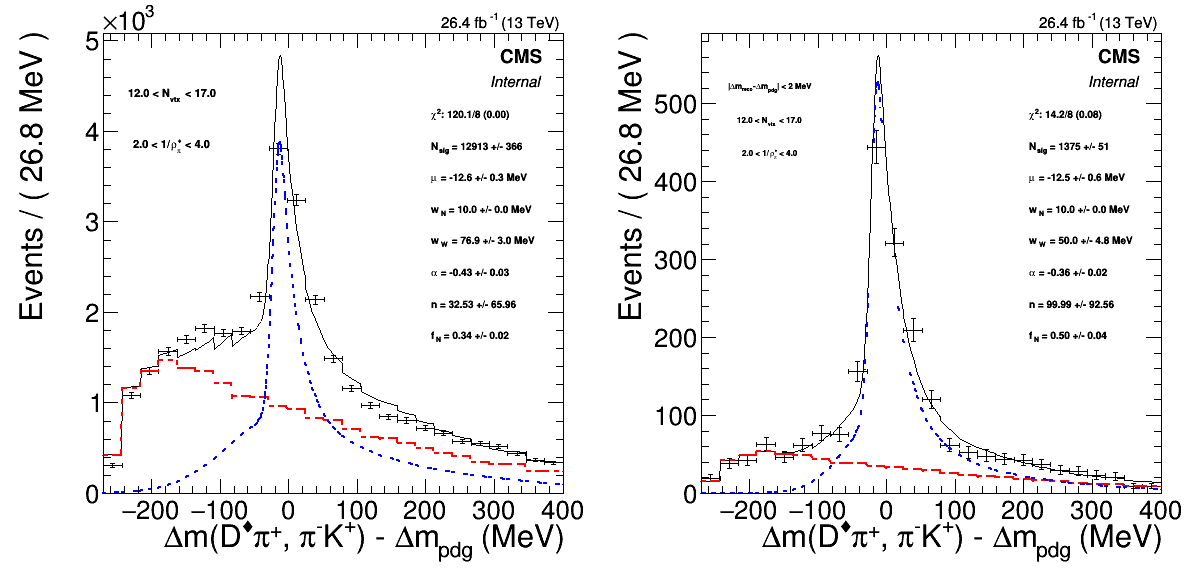 ×10³
26.4 fb⁻¹ (13 TeV)
CMS
Internal
12.0 < N_vtx < 17.0
2.0 < 1/ρ_π^♦ < 4.0
χ²: 120.1/8 (0.00)
N_sig = 12913 +/- 366
μ = -12.6 +/- 0.3 MeV
w_N = 10.0 +/- 0.0 MeV
w_W = 76.9 +/- 3.0 MeV
α = -0.43 +/- 0.03
n = 32.53 +/- 65.96
f_N = 0.34 +/- 0.02
Events / ( 26.8 MeV )
5
4
3
2
1
0
−200 −100 0 100 200 300 400
Δm(D^♦π⁺, π⁻K⁺) - Δm_pdg (MeV)
26.4 fb⁻¹ (13 TeV)
CMS
Internal
|Δm_reco-Δm_pdg| < 2 MeV
12.0 < N_vtx < 17.0
2.0 < 1/ρ_π^♦ < 4.0
χ²: 14.2/8 (0.08)
N_sig = 1375 +/- 51
μ = -12.5 +/- 0.6 MeV
w_N = 10.0 +/- 0.0 MeV
w_W = 50.0 +/- 4.8 MeV
α = -0.36 +/- 0.02
n = 99.99 +/- 92.56
f_N = 0.50 +/- 0.04
Events / ( 26.8 MeV )
500
400
300
200
100
0
−200 −100 0 100 200 300 400
Δm(D^♦π⁺, π⁻K⁺) - Δm_pdg (MeV)